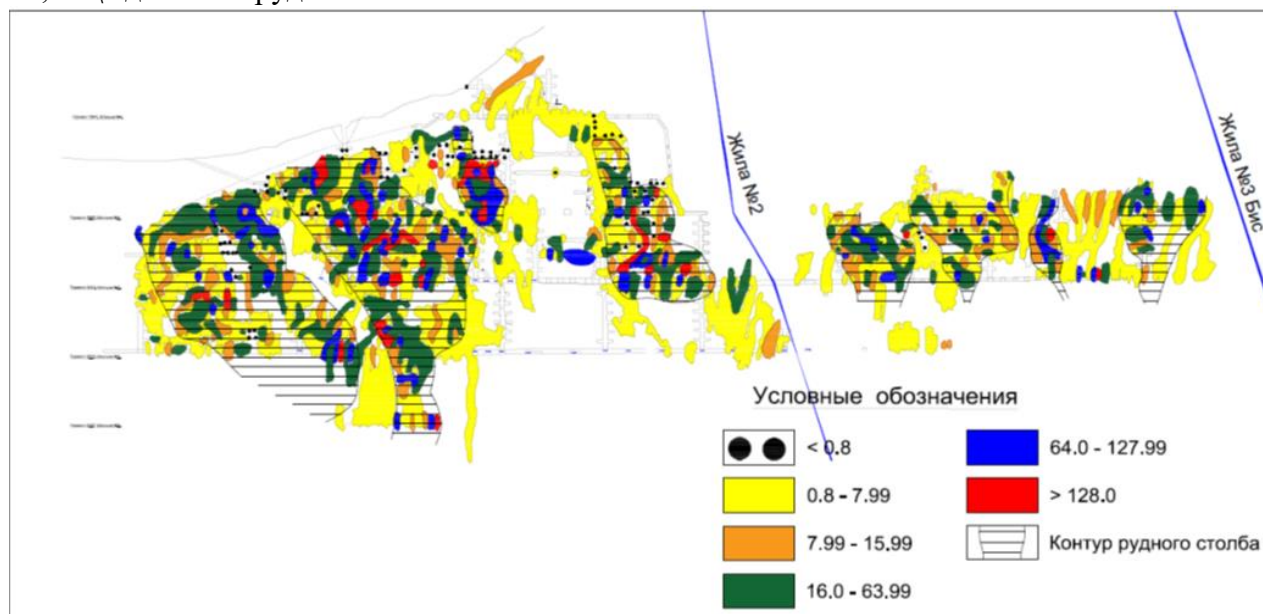 Жила №2
Жила №3 Бис
Условные обозначения
< 0.8
0.8 - 7.99
7.99 - 15.99
16.0 - 63.99
64.0 - 127.99
> 128.0
Контур рудного столба